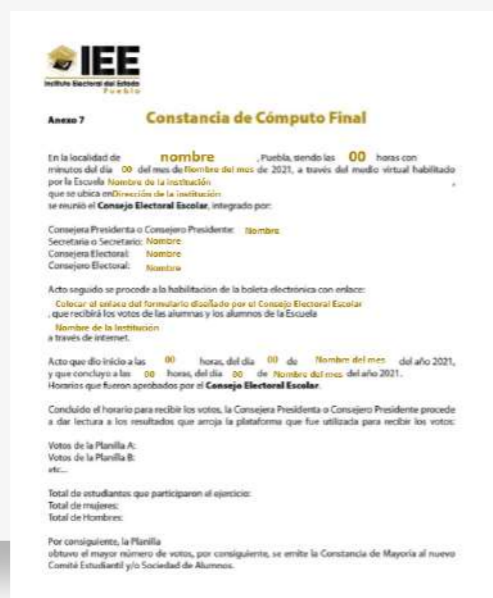 IEE
Instituto Electoral del Estado
Puebla
Anexo 7
Constancia de Cómputo Final
En la localidad de nombre , Puebla, siendo las 00 horas con
minutos del día 00 del mes de Nombre del mes de 2021, a través del medio virtual habilitado
por la Escuela Nombre de la institución ,
que se ubica en Dirección de la institución
se reunió el Consejo Electoral Escolar, integrado por:
Consejera Presidenta o Consejero Presidente: Nombre
Secretaria o Secretario: Nombre
Consejera Electoral: Nombre
Consejero Electoral: Nombre
Acto seguido se procede a la habilitación de la boleta electrónica con enlace:
Colocar el enlace del formulario diseñado por el Consejo Electoral Escolar
, que recibirá los votos de las alumnas y los alumnos de la Escuela
Nombre de la Institución
a través de internet.
Acto que dio inicio a las 00 horas, del día 00 de Nombre del mes del año 2021,
y que concluyo a las 00 horas, del día 00 de Nombre del mes del año 2021.
Horarios que fueron aprobados por el Consejo Electoral Escolar.
Concluido el horario para recibir los votos, la Consejera Presidenta o Consejero Presidente procede
a dar lectura a los resultados que arroja la plataforma que fue utilizada para recibir los votos:
Votos de la Planilla A:
Votos de la Planilla B:
etc...
Total de estudiantes que participaron el ejercicio:
Total de mujeres:
Total de Hombres:
Por consiguiente, la Planilla
obtuvo el mayor número de votos, por consiguiente, se emite la Constancia de Mayoría al nuevo
Comité Estudiantil y/o Sociedad de Alumnos.